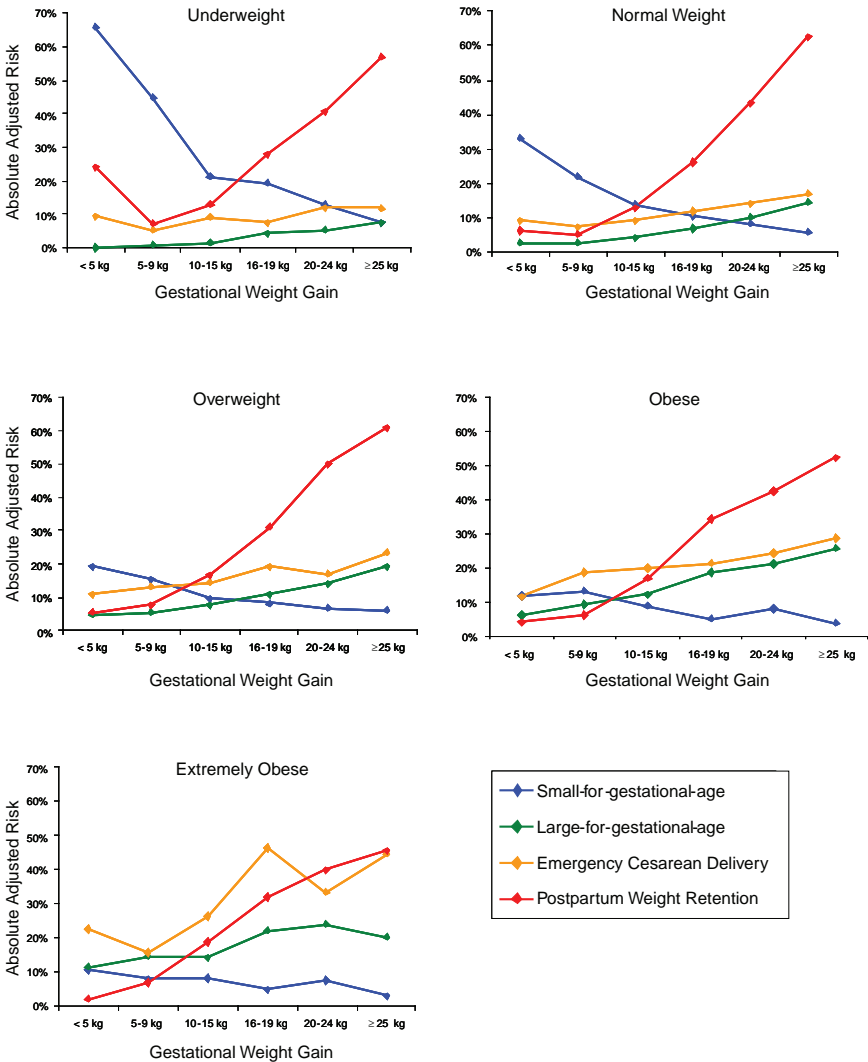 Underweight
Absolute Adjusted Risk
70%
60%
50%
40%
30%
20%
10%
0%
< 5 kg 5-9 kg 10-15 kg 16-19 kg 20-24 kg ≥25 kg
Gestational Weight Gain
Normal Weight
70%
60%
50%
40%
30%
20%
10%
0%
< 5 kg 5-9 kg 10-15 kg 16-19 kg 20-24 kg ≥25 kg
Gestational Weight Gain
Overweight
Absolute Adjusted Risk
70%
60%
50%
40%
30%
20%
10%
0%
< 5 kg 5-9 kg 10-15 kg 16-19 kg 20-24 kg ≥25 kg
Gestational Weight Gain
Obese
70%
60%
50%
40%
30%
20%
10%
0%
< 5 kg 5-9 kg 10-15 kg 16-19 kg 20-24 kg ≥ 25 kg
Gestational Weight Gain
Extremely Obese
Absolute Adjusted Risk
70%
60%
50%
40%
30%
20%
10%
0%
< 5 kg 5-9 kg 10-15 kg 16-19 kg 20-24 kg ≥ 25 kg
Gestational Weight Gain
Small-for-gestational-age
Large-for-gestational-age
Emergency Cesarean Delivery
Postpartum Weight Retention